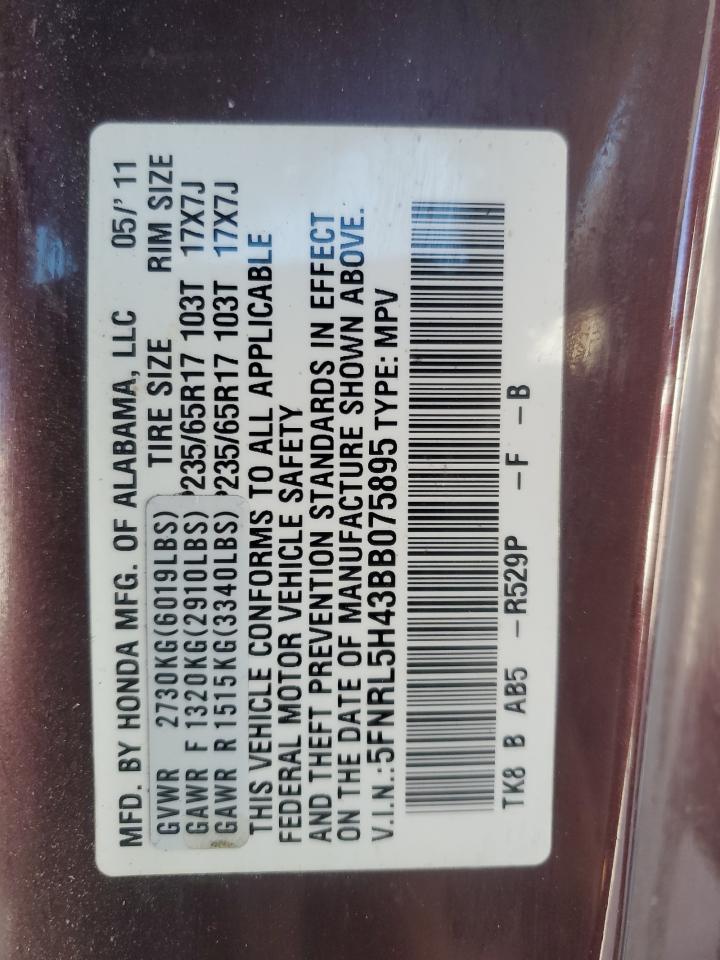 MFD. BY HONDA MFG. OF ALABAMA, LLC 05/' 11
TIRE SIZE RIM SIZE
GVWR 2730KG(6019LBS)
GAWR F 1320KG(2910LBS) P235/65R17 103T 17X7J
GAWR R 1515KG(3340LBS) P235/65R17 103T 17X7J
THIS VEHICLE CONFORMS TO ALL APPLICABLE
FEDERAL MOTOR VEHICLE SAFETY
AND THEFT PREVENTION STANDARDS IN EFFECT
ON THE DATE OF MANUFACTURE SHOWN ABOVE.
V.I.N.:5FNRL5H43BB075895 TYPE: MPV
TK8 B AB5 -R529P -F -B